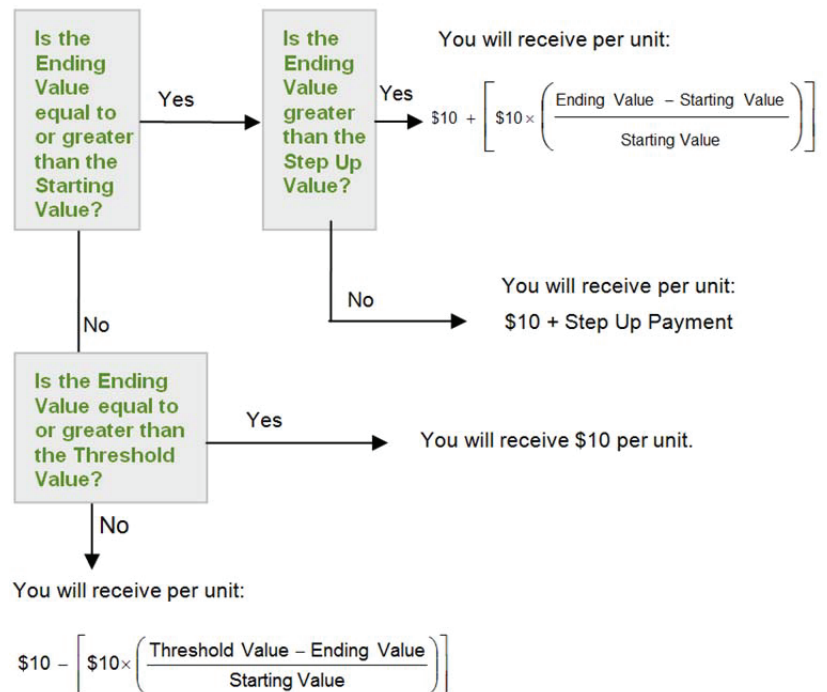 Is the
Ending
Value
equal to
or greater
than the
Starting
Value?
Yes
Is the
Ending
Value
greater
than the
Step Up
Value?
Yes
You will receive per unit:
$10 + [ $10 × ( Ending Value – Starting Value
Starting Value ) ]
No
You will receive per unit:
$10 + Step Up Payment
No
Is the Ending
Value equal to
or greater than
the Threshold
Value?
Yes
You will receive $10 per unit.
No
You will receive per unit:
$10 – [ $10× ( Threshold Value – Ending Value
Starting Value ) ]